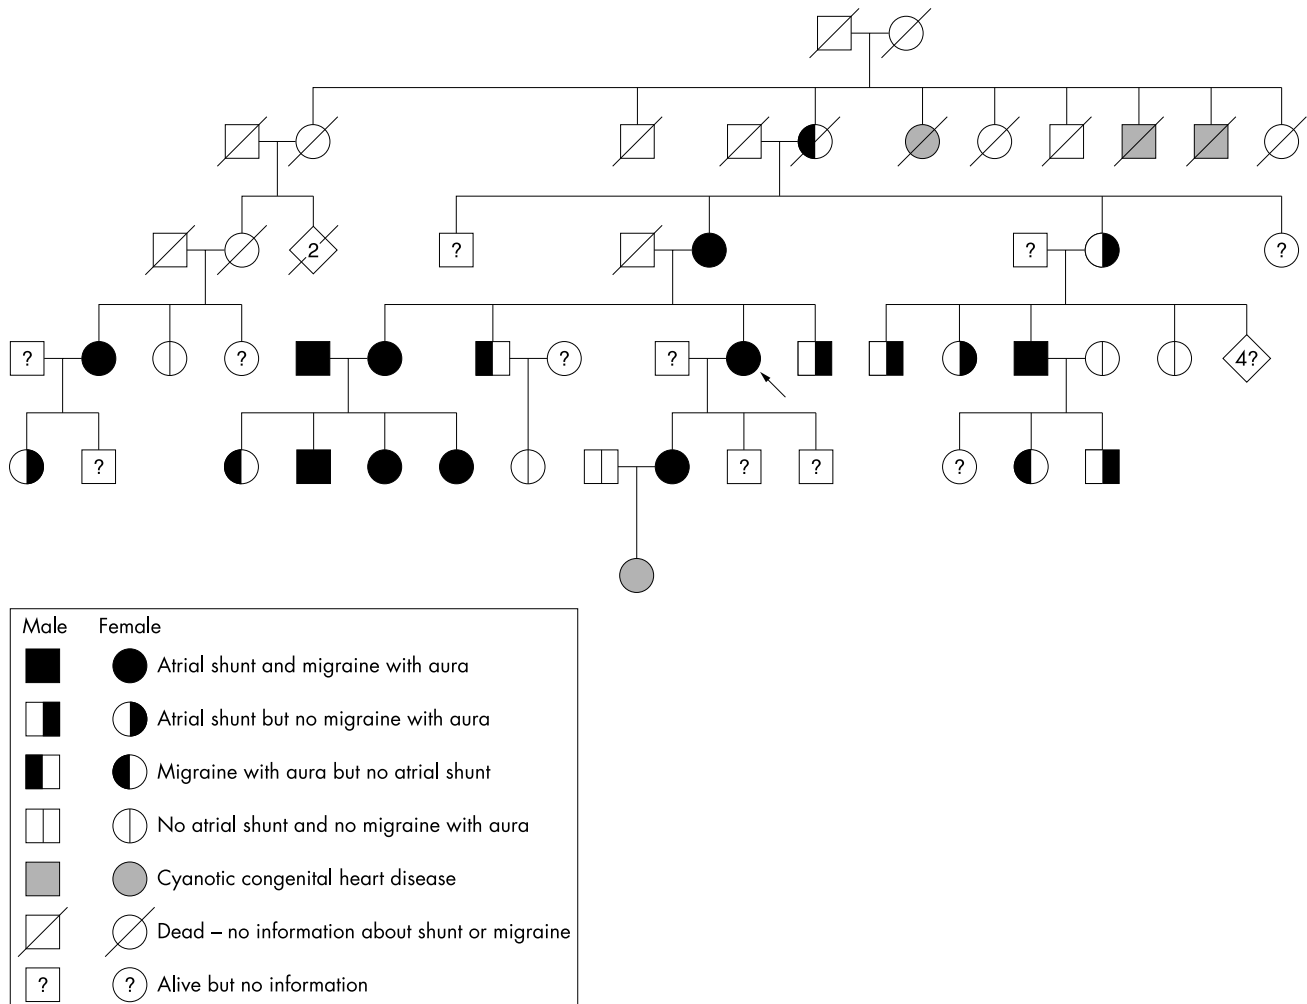 2
?
?
?
?
?
?
?
4?
?
?
?
?
Male Female
Atrial shunt and migraine with aura
Atrial shunt but no migraine with aura
Migraine with aura but no atrial shunt
No atrial shunt and no migraine with aura
Cyanotic congenital heart disease
Dead – no information about shunt or migraine
? ? Alive but no information